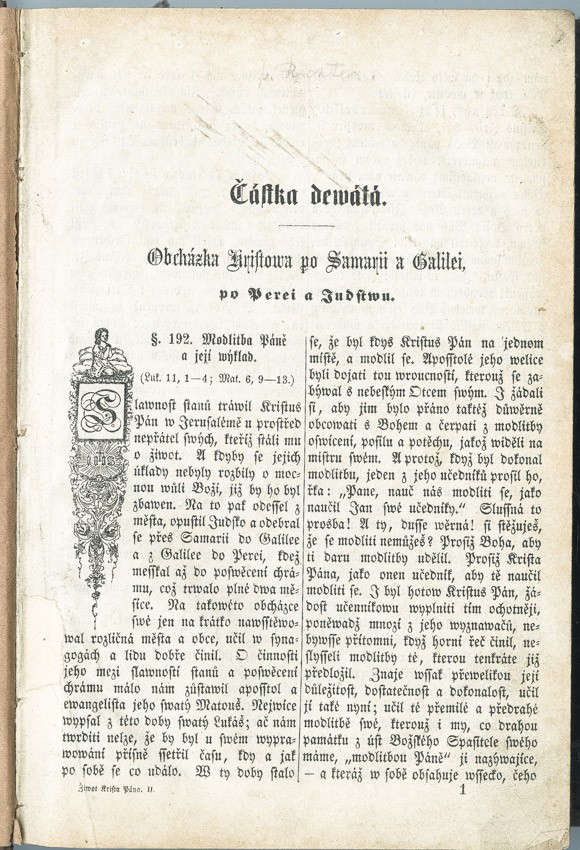 Částka dewátá.
Obcházka Kristowa po Samarii a Galilei,
po Perei a Judstwu.
§. 192. Modlitba Páně
a její wýklad.
(Luk. 11, 1—4; Mat. 6, 9—13.)
Slawnost stanů tráwil Kristus
Pán w Jerusalémě u prostřed
nepřátel swých, kteříž stáli mu
o žiwot. A kdyby se jejich
úklady nebyly rozbily o moc-
nou wůli Boží, již by ho byl
zbawen. Na to pak odessel z
města, opustil Judsko a odebral
se přes Samarii do Galilee
a z Galilee do Perei, kdež
messkal až do poswěcení chrá-
mu, což trwalo plné dwa mě-
síce. Na takowéto obcházce
swé jen na krátko nawsstěwo-
wal rozličná města a obce, učil w syna-
gogách a lidu dobře činil. O činnosti
jeho mezi slawností stanů a poswěcení
chrámu málo nám zůstawil aposstol a
ewangelista jeho swatý Matouš. Nejwíce
wypsal z této doby swatý Lukáš; ač nám
twrditi nelze, že by byl u swém wypra-
wowání přísně ssetřil času, kdy a jak
po sobě se co událo. W ty doby stalo
se, že byl kdys Kristus Pán na jednom
místě, a modlil se. Aposstolé jeho welice
byli dojati tou wroucností, kterouž se za-
býwal s nebeským Otcem swým. I žádali
si, aby jim bylo přáno taktéž důwěrně
obcowati s Bohem a čerpati z modlitby
oswícení, posilu a potěchu, jakož widěli na
mistru swém. A protož, když byl dokonal
modlitbu, jeden z jeho učedníků prosil ho,
řka: „Pane, nauč nás modliti se, jako
naučil Jan swé učedníky.“ Slussná to
prosba! A ty, dusse wěrná! si stěžuješ,
že se modliti nemůžeš? Prosiž Boha, aby
ti daru modlitby udělil. Prosiž Krista
Pána, jako onen učedník, aby tě naučil
modliti se. I byl hotow Kristus Pán, žá-
dost učenníkowu wyplniti tím ochotněji,
poněwadž mnozí z jeho wyznawačů, ne-
bywsse přítomni, když horní řeč činil, ne-
slysseli modlitby té, kterou tenkráte již
předložil. Znaje wssak přewelikou její
důležitost, dostatečnost a dokonalost, učil
jí také nyní; učil té přemilé a předrahé
modlitbě swé, kterouž i my, co drahou
památku z úst Božského Spasitele swého
máme, „modlitbou Páně“ ji nazýwajíce,
— a kteráž w sobě obsahuje wssecko, čeho
Žiwot Krista Pána. II.
1